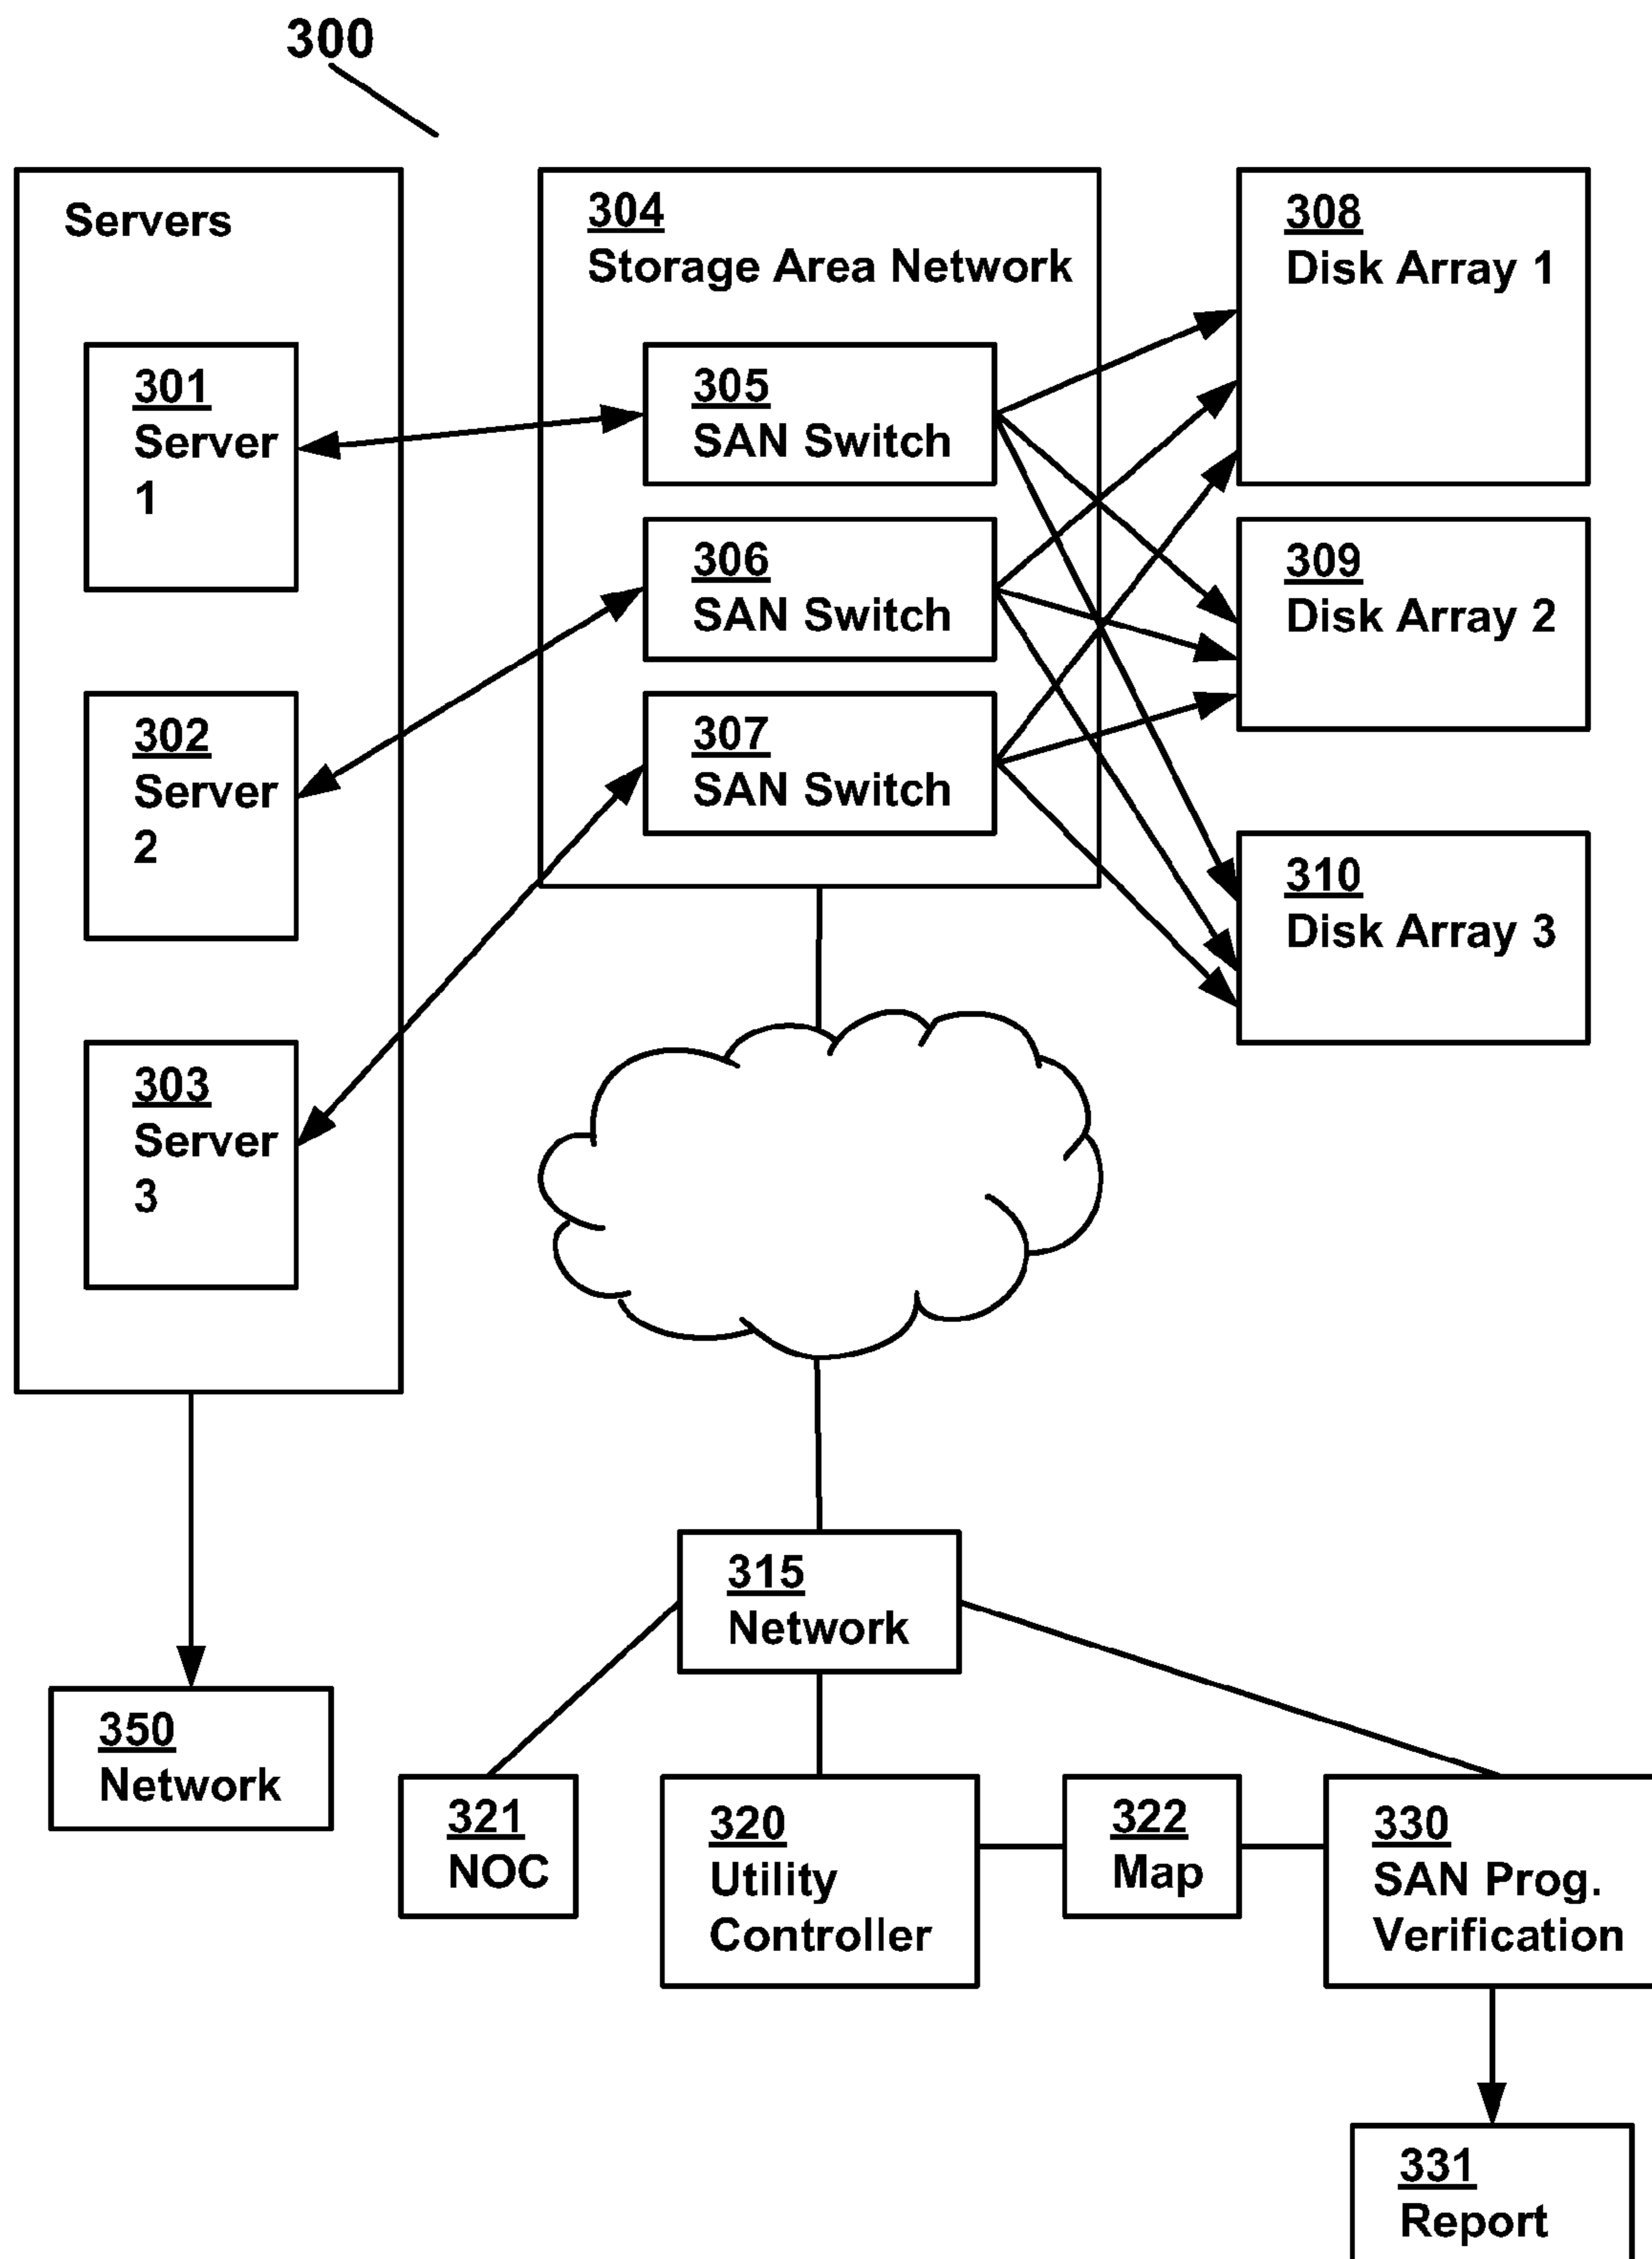 300
Servers
301
Server
1
302
Server
2
303
Server
3
304
Storage Area Network
305
SAN Switch
306
SAN Switch
307
SAN Switch
308
Disk Array 1
309
Disk Array 2
310
Disk Array 3
315
Network
350
Network
321
NOC
320
Utility
Controller
322
Map
330
SAN Prog.
Verification
331
Report